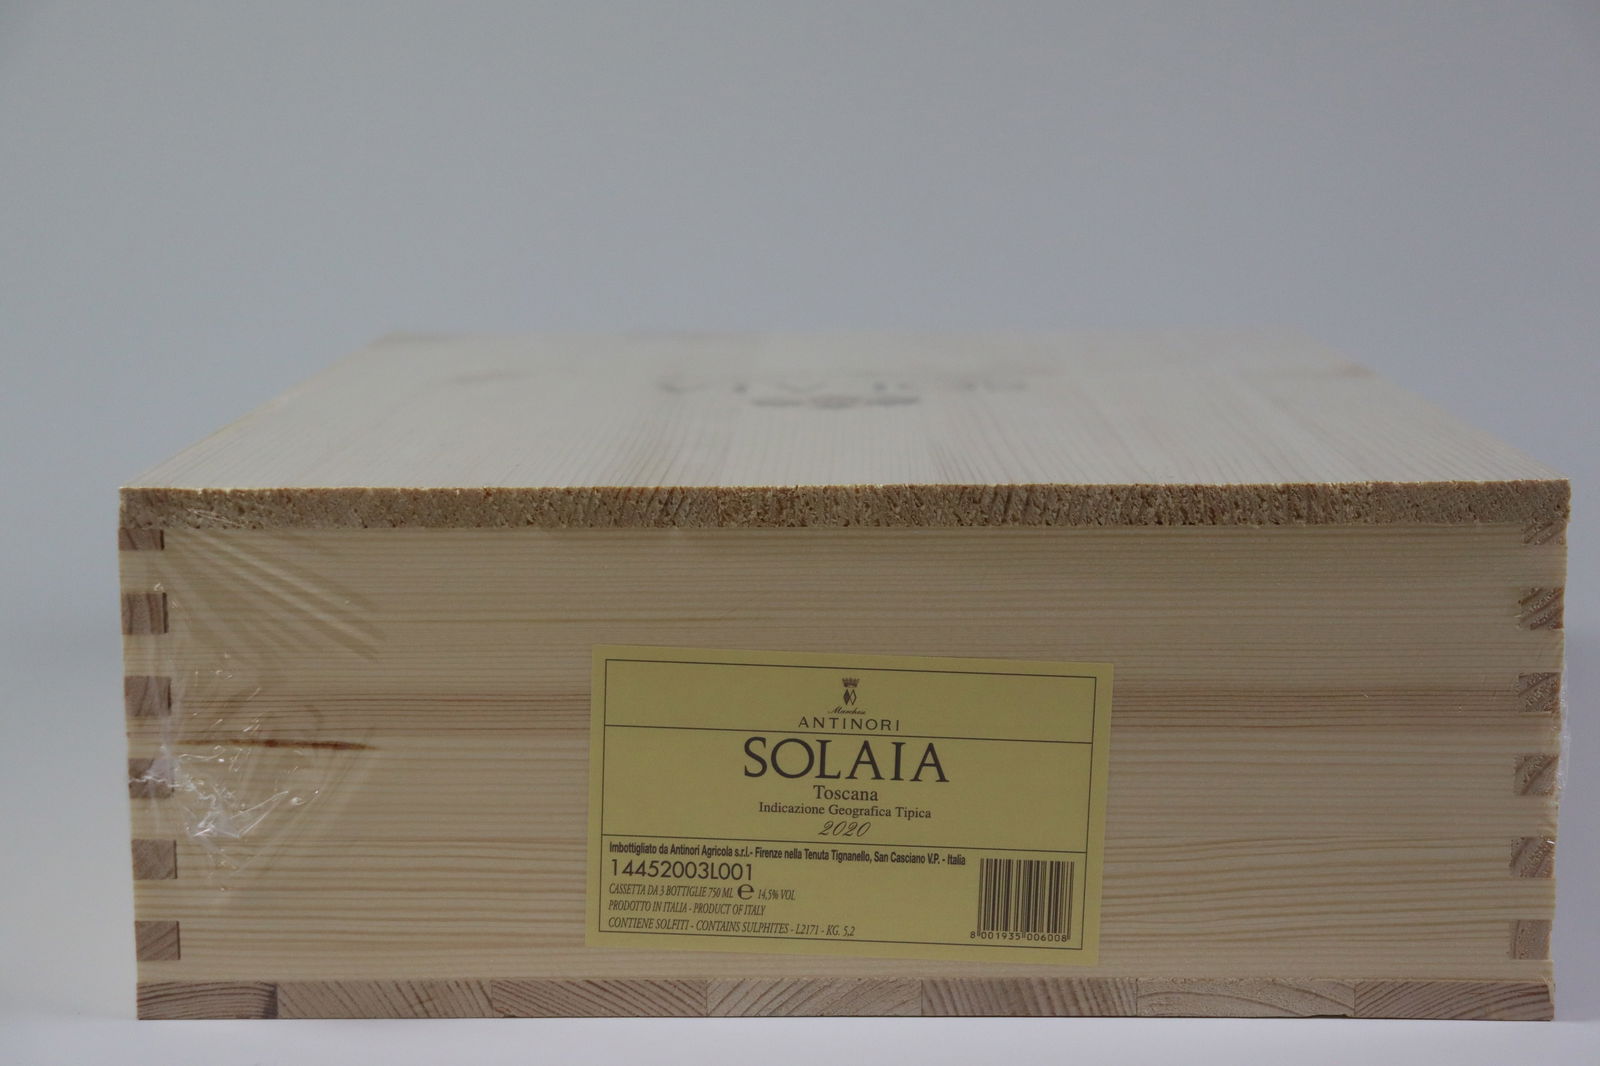 Marchesi
ANTINORI
SOLAIA
Toscana
Indicazione Geografica Tipica
2020
Imbottigliato da Antinori Agricola s.r.l.- Firenze nella Tenuta Tignanello, San Casciano V.P. - Italia
14452003L001
CASSETTA DA 3 BOTTIGLIE 750 ML e 14,5% VOL
PRODOTTO IN ITALIA - PRODUCT OF ITALY
CONTIENE SOLFITI - CONTAINS SULPHITES - L2171 - KG. 5,2
8 001935 006008